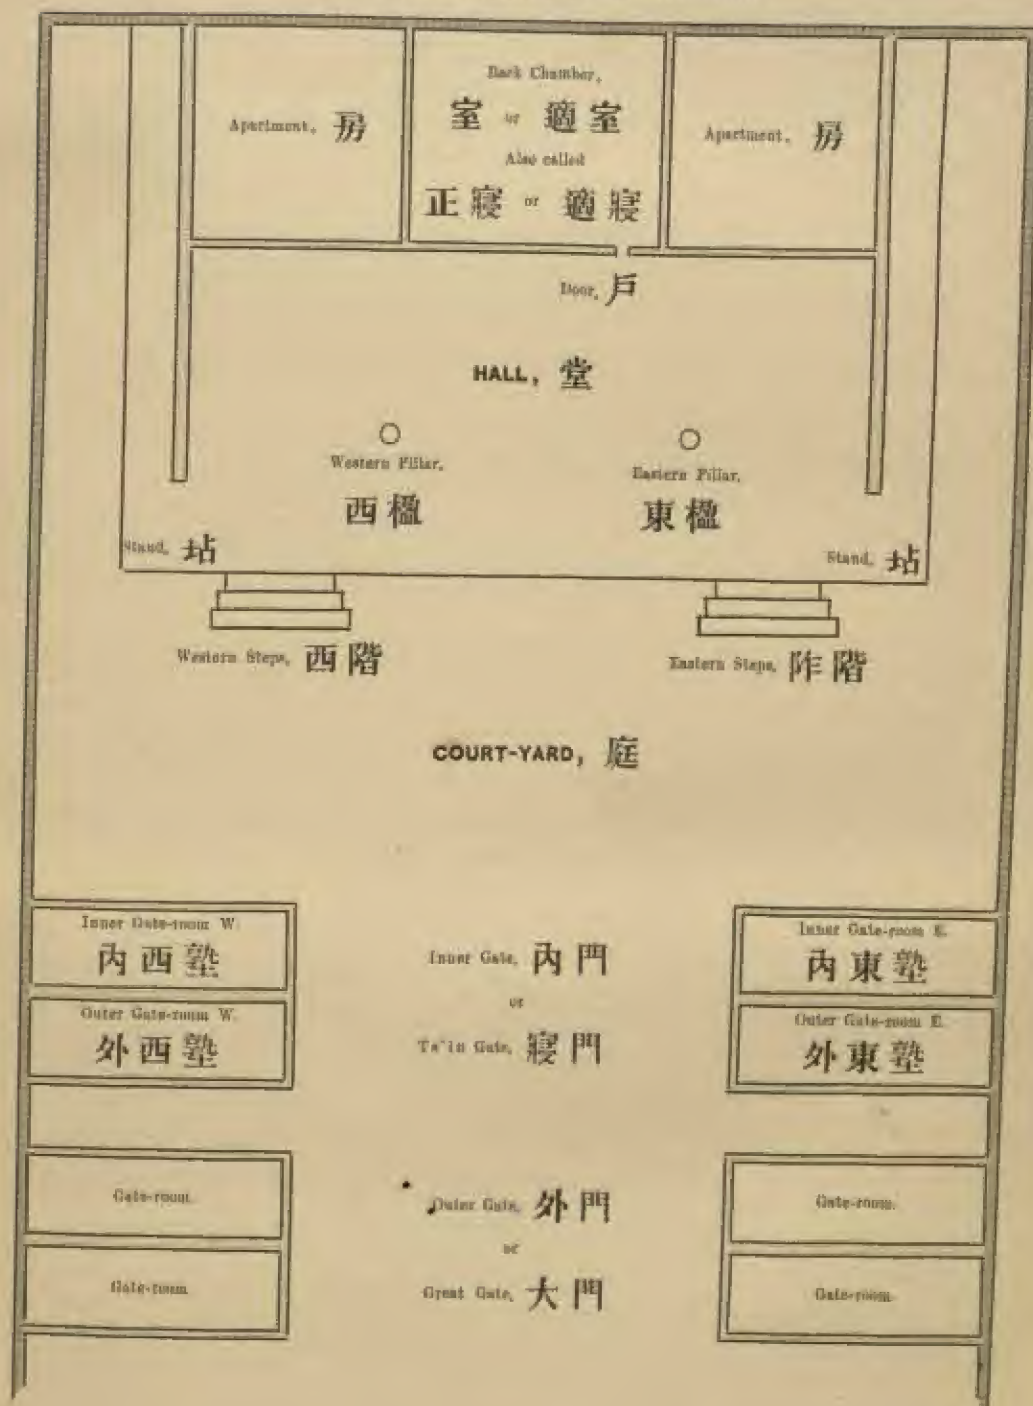 Back Chamber,
Apartment, 房
室 or 適室
Apartment, 房
Also called
正寢 or 適寢
Door, 戶
HALL, 堂
Western Pillar,
西楹
Eastern Pillar,
東楹
Stand, 坫
Stand, 坫
Western Steps, 西階
Eastern Steps, 阼階
COURT-YARD, 庭
Inner Gate-room W.
內西塾
Outer Gate-room W.
外西塾
Inner Gate, 內門
or
Ts'in Gate, 寢門
Inner Gate-room E.
內東塾
Outer Gate-room E.
外東塾
Gate-room.
Gate-room.
Outer Gate, 外門
or
Great Gate, 大門
Gate-room.
Gate-room.